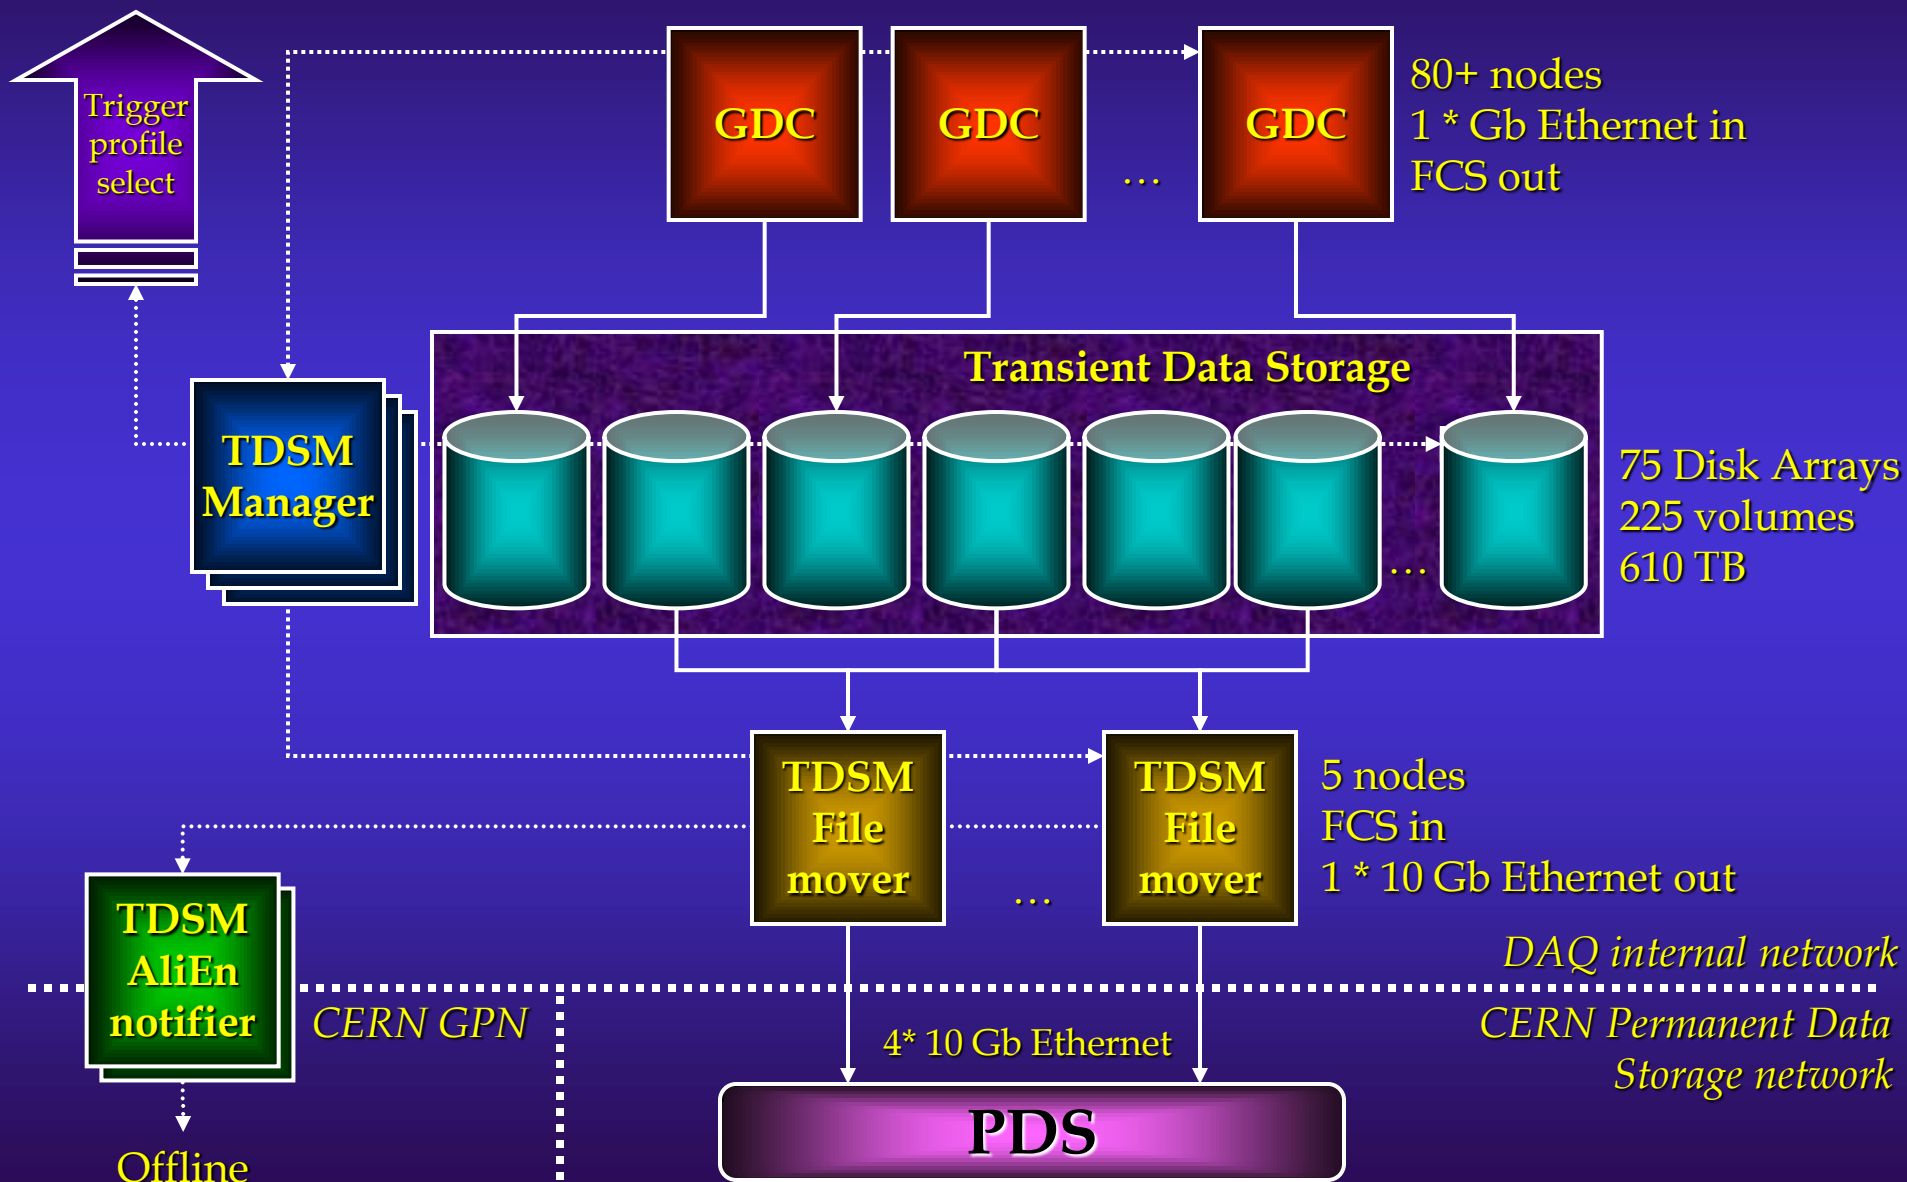 Trigger
profile
select
GDC
GDC
…
GDC
80+ nodes
1 * Gb Ethernet in
FCS out
Transient Data Storage
TDSM
Manager
…
75 Disk Arrays
225 volumes
610 TB
TDSM
File
mover
…
TDSM
File
mover
5 nodes
FCS in
1 * 10 Gb Ethernet out
TDSM
AliEn
notifier
DAQ internal network
CERN GPN
4* 10 Gb Ethernet
CERN Permanent Data
Storage network
PDS
Offline